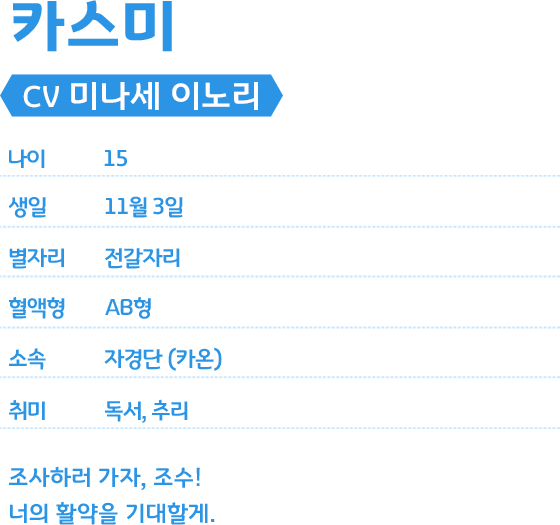 카스미
CV 미나세 이노리
나이 15
생일 11월 3일
별자리 전갈자리
혈액형 AB형
소속 자경단 (카온)
취미 독서, 추리
조사하러 가자, 조수!
너의 활약을 기대할게.